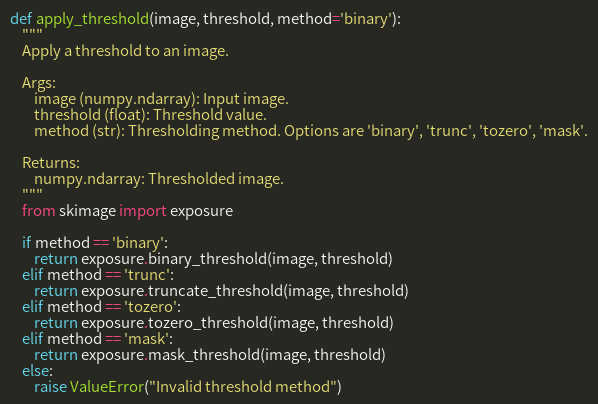 def apply_threshold(image, threshold, method='binary'):
    """
    Apply a threshold to an image.

    Args:
        image (numpy.ndarray): Input image.
        threshold (float): Threshold value.
        method (str): Thresholding method. Options are 'binary', 'trunc', 'tozero', 'mask'.

    Returns:
        numpy.ndarray: Thresholded image.
    """
    from skimage import exposure

    if method == 'binary':
        return exposure.binary_threshold(image, threshold)
    elif method == 'trunc':
        return exposure.truncate_threshold(image, threshold)
    elif method == 'tozero':
        return exposure.tozero_threshold(image, threshold)
    elif method == 'mask':
        return exposure.mask_threshold(image, threshold)
    else:
        raise ValueError("Invalid threshold method")